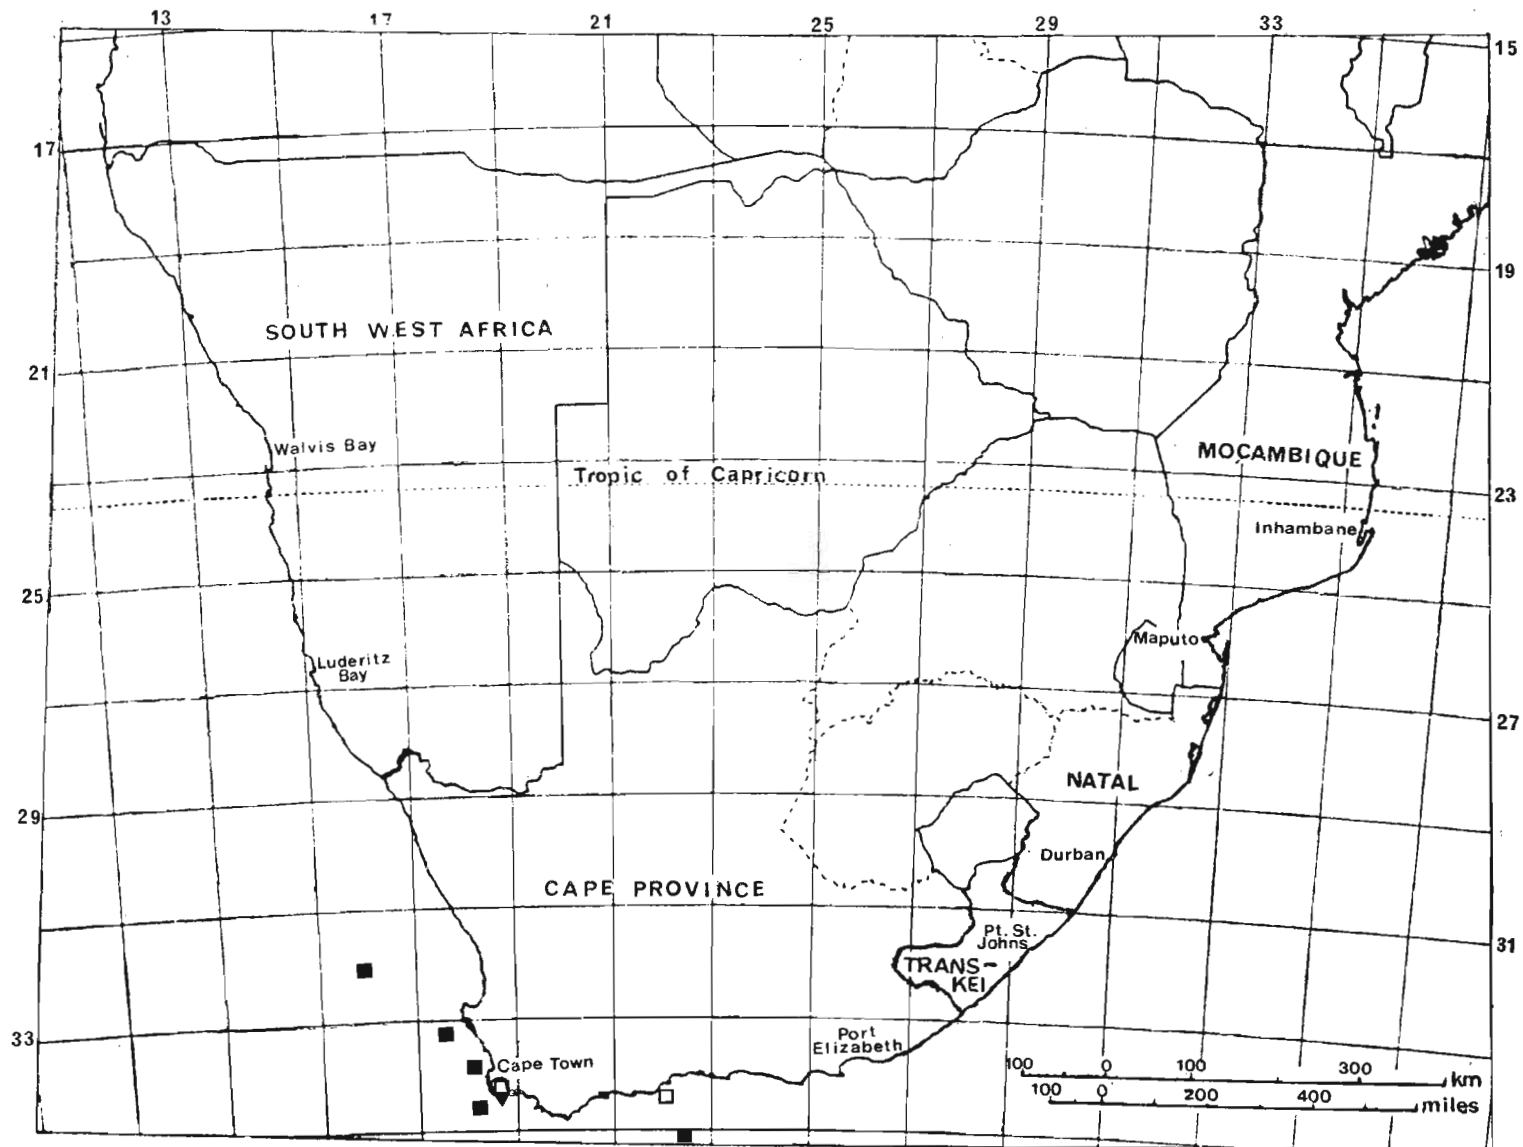 13 17 21 25 29 33
15
17
19
SOUTH WEST AFRICA
21
Walvis Bay
MOCAMBIQUE
Tropic of Capricorn
23
Inhambane
25
Maputo
Luderitz
Bay
27
NATAL
29
Durban
CAPE PROVINCE
Pt. St.
Johns
31
TRANS-
KEI
33
Port
Elizabeth
Cape Town
100 0 100 300 km
100 0 200 400 miles